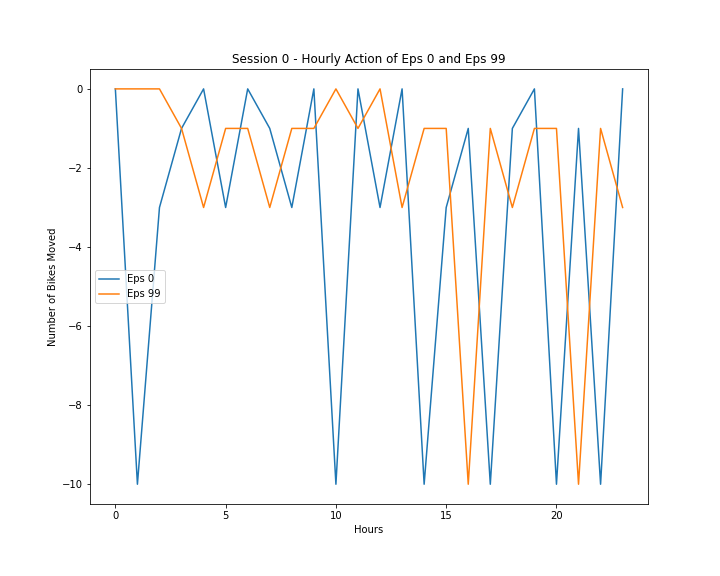 Session 0 - Hourly Action of Eps 0 and Eps 99
Number of Bikes Moved
0
−2
−4
−6
−8
−10
Eps 0
Eps 99
0
5
10
15
20
Hours